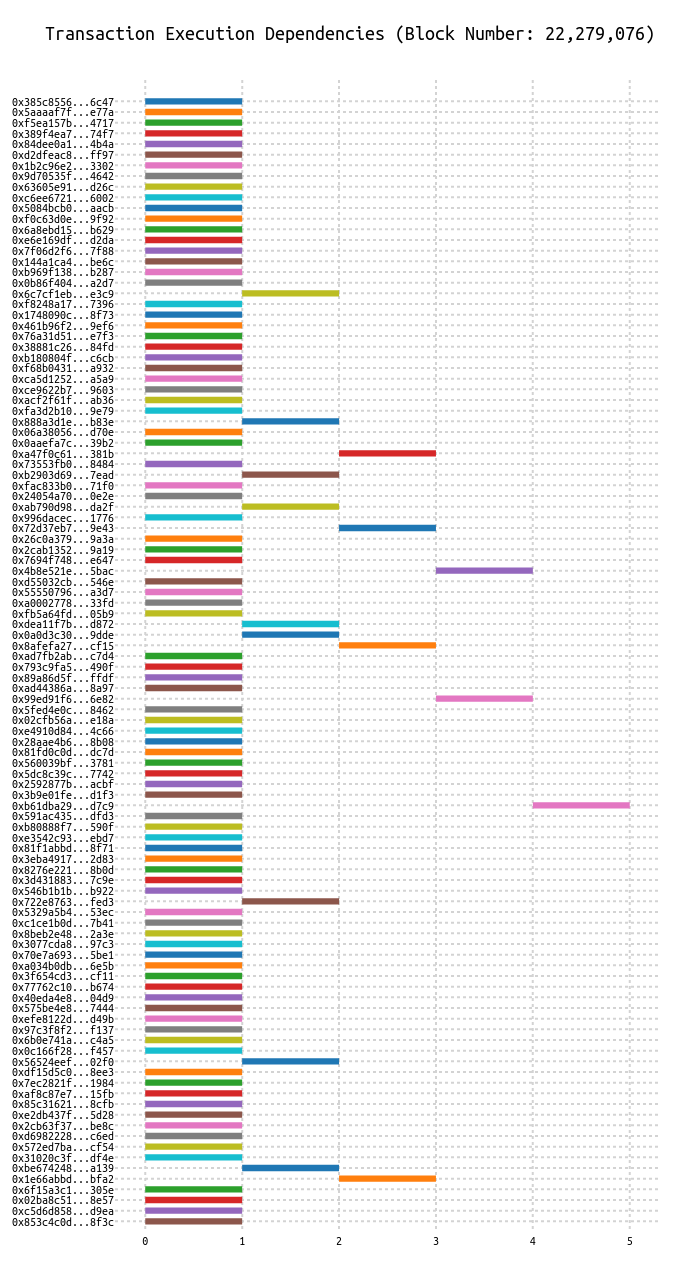 Transaction Execution Dependencies (Block Number: 22,279,076)
0x385c8556...6c47
0x5aaaaf7f...e77a
0xf5ea157b...4717
0x389f4ea7...74f7
0x84dee0a1...4b4a
0xd2dfeac8...ff97
0x1b2c96e2...3302
0x9d70535f...4642
0x63605e91...d26c
0xc6ee6721...6002
0x5084bcb0...aacb
0xf0c63d0e...9f92
0x6a8ebd15...b629
0xe6e169df...d2da
0x7f06d2f6...7f88
0x144a1ca4...be6c
0xb969f138...b287
0x0b86f404...a2d7
0x6c7cf1eb...e3c9
0xf8248a17...7396
0x1748090c...8f73
0x461b96f2...9ef6
0x76a31d51...e7f3
0x38881c26...84fd
0xb180804f...c6cb
0xf68b0431...a932
0xca5d1252...a5a9
0xce9622b7...9603
0xacf2f61f...ab36
0xfa3d2b10...9e79
0x888a3d1e...b83e
0x06a38056...d70e
0x0aaefa7c...39b2
0xa47f0c61...381b
0x73553fb0...8484
0xb2903d69...7ead
0xfac833b0...71f0
0x24054a70...0e2e
0xab790d98...da2f
0x996dacec...1776
0x72d37eb7...9e43
0x26c0a379...9a3a
0x2cab1352...9a19
0x7694f748...e647
0x4b8e521e...5bac
0xd55032cb...546e
0x55550796...a3d7
0xa0002778...33fd
0xfb5a64fd...05b9
0xdea11f7b...d872
0x0a0d3c30...9dde
0x8afefa27...cf15
0xad7fb2ab...c7d4
0x793c9fa5...490f
0x89a86d5f...ffdf
0xad44386a...8a97
0x99ed91f6...6e82
0x5fed4e0c...8462
0x02cfb56a...e18a
0xe4910d84...4c66
0x28aae4b6...8b08
0x81fd0c0d...dc7d
0x560039bf...3781
0x5dc8c39c...7742
0x2592877b...acbf
0x3b9e01fe...d1f3
0xb61dba29...d7c9
0x591ac435...dfd3
0xb80888f7...590f
0xe3542c93...ebd7
0x81f1abbd...8f71
0x3eba4917...2d83
0x8276e221...8b0d
0x3d431883...7c9e
0x546b1b1b...b922
0x722e8763...fed3
0x5329a5b4...53ec
0xc1ce1b0d...7b41
0x8beb2e48...2a3e
0x3077cda8...97c3
0x70e7a693...5be1
0xa034b0db...6e5b
0x3f654cd3...cf11
0x77762c10...b674
0x40eda4e8...04d9
0x575be4e8...7444
0xefe8122d...d49b
0x97c3f8f2...f137
0x6b0e741a...c4a5
0x0c166f28...f457
0x56524eef...02f0
0xdf15d5c0...8ee3
0x7ec2821f...1984
0xaf8c87e7...15fb
0x85c31621...8cfb
0xe2db437f...5d28
0x2cb63f37...be8c
0xd6982228...c6ed
0x572ed7ba...cf54
0x31020c3f...df4e
0xbe674248...a139
0x1e66abbd...bfa2
0x6f15a3c1...305e
0x02ba8c51...8e57
0xc5d6d858...d9ea
0x853c4c0d...8f3c
0 1 2 3 4 5